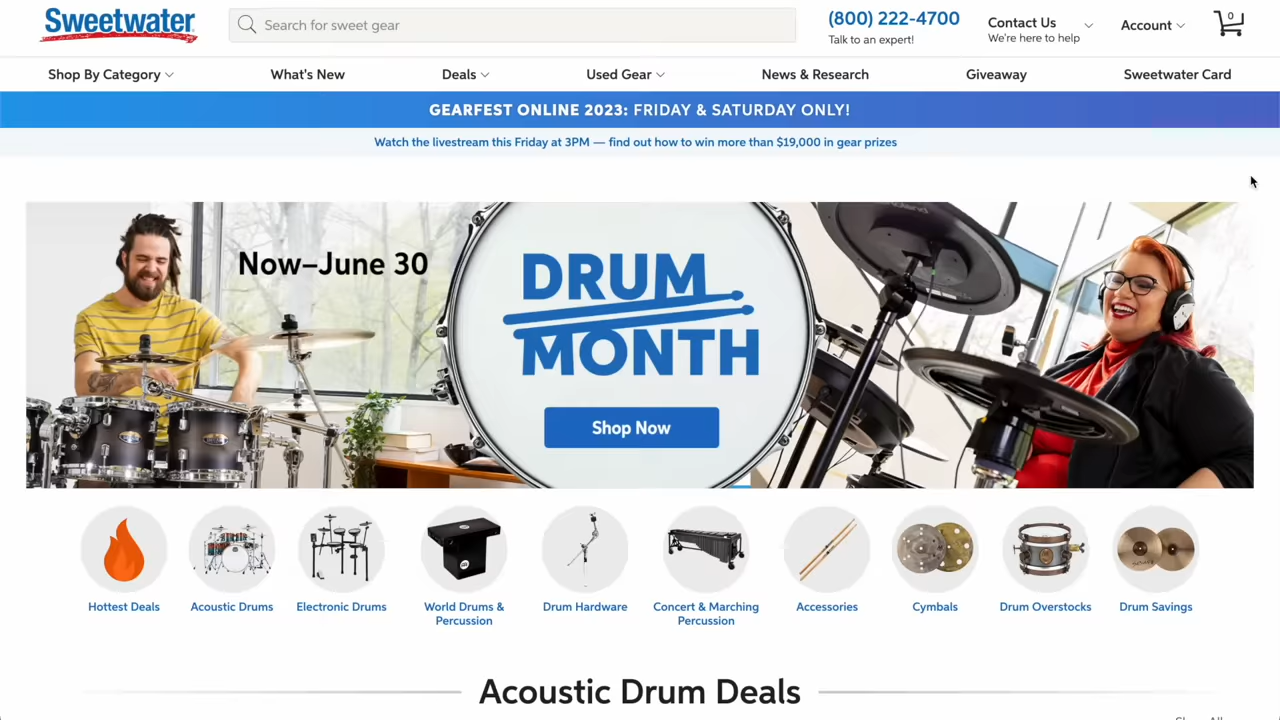 Sweetwater
Search for sweet gear
(800) 222-4700
Talk to an expert!
Contact Us
We're here to help
Account
0
Shop By Category
What's New
Deals
Used Gear
News & Research
Giveaway
Sweetwater Card
GEARFEST ONLINE 2023: FRIDAY & SATURDAY ONLY!
Watch the livestream this Friday at 3PM — find out how to win more than $19,000 in gear prizes
Now–June 30
DRUM
MONTH
Shop Now
Roland
Hottest Deals
Acoustic Drums
Electronic Drums
World Drums &
Percussion
Drum Hardware
Concert & Marching
Percussion
Accessories
Cymbals
Drum Overstocks
Drum Savings
Acoustic Drum Deals